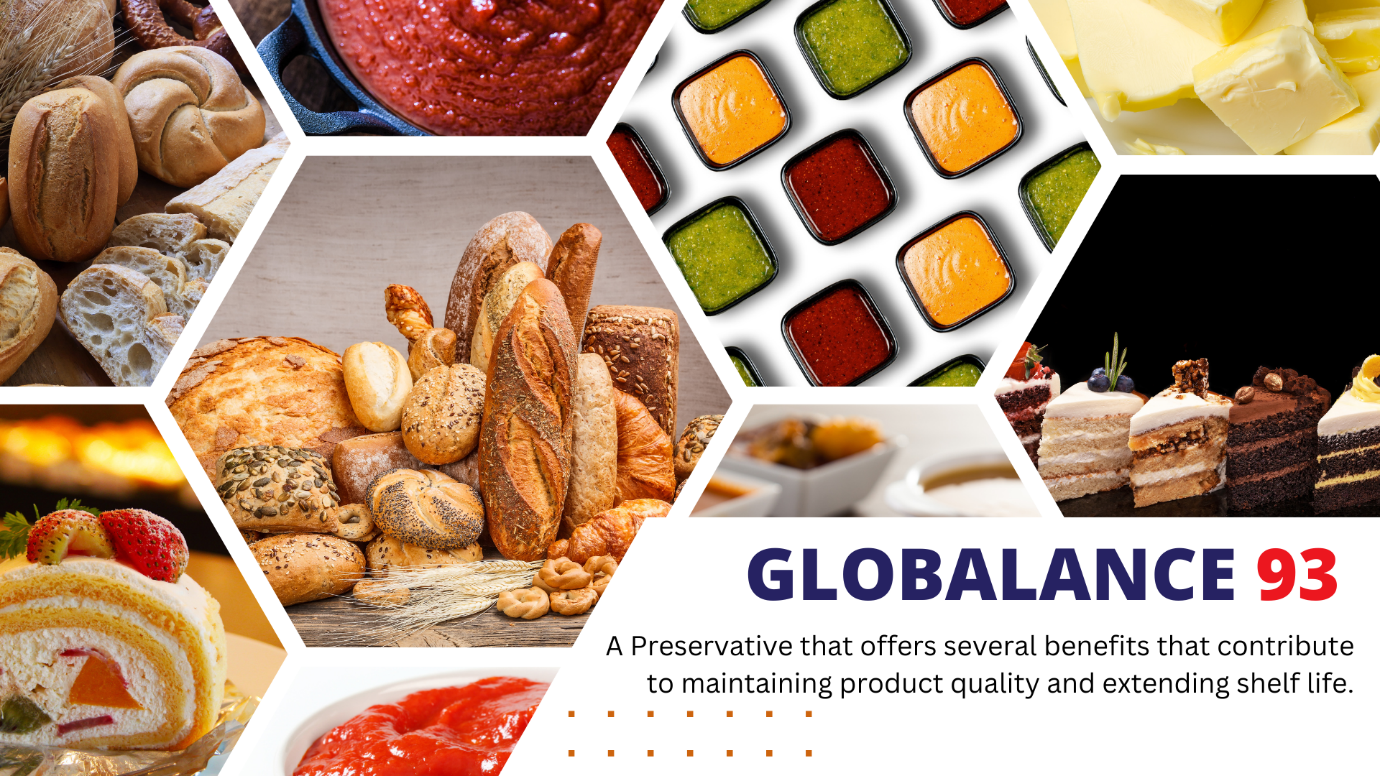 GLOBALANCE 93
A Preservative that offers several benefits that contribute
to maintaining product quality and extending shelf life.